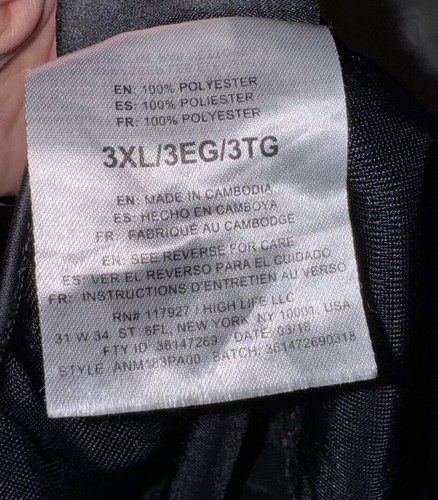 EN: 100% POLYESTER
ES: 100% POLIESTER
FR: 100% POLYESTER
3XL/3EG/3TG
EN: MADE IN CAMBODIA
ES: HECHO EN CAMBOYA
FR: FABRIQUÉ AU CAMBODGE
EN: SEE REVERSE FOR CARE
ES: VER EL REVERSO PARA EL CUIDADO
FR: INSTRUCTIONS D'ENTRETIEN AU VERSO
RN# 117927 / HIGH LIFE LLC
31 W 34 ST 6FL, NEW YORK, NY 10001, USA
FTY ID 36147269 DATE: 03/18
STYLE ANM183PA00 BATCH: 361472690318